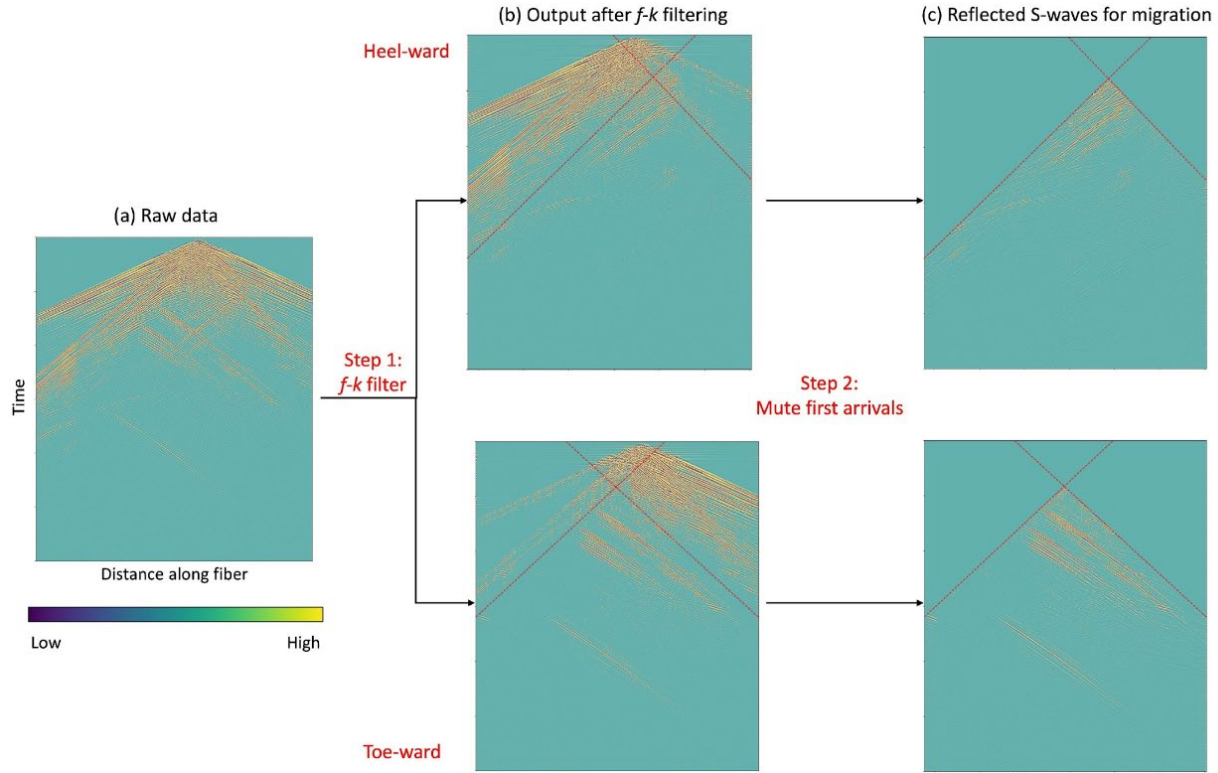 (b) Output after f-k filtering
(c) Reflected S-waves for migration
Heel-ward
(a) Raw data
Step 1:
f-k filter
Time
Step 2:
Mute first arrivals
Distance along fiber
Low
High
Toe-ward